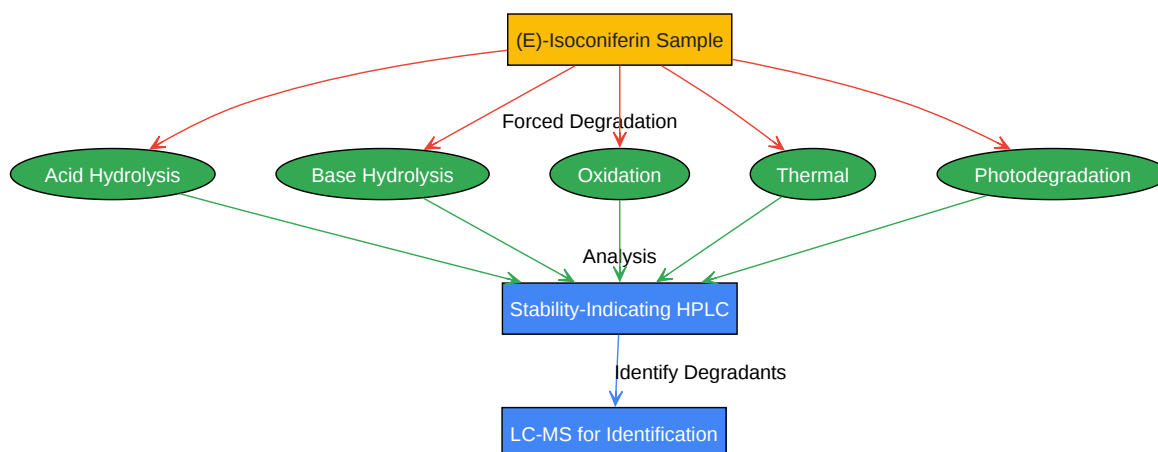 (E)-Isoconiferin Sample
Forced Degradation
Acid Hydrolysis
Base Hydrolysis
Oxidation
Thermal
Photodegradation
Analysis
Stability-Indicating HPLC
Identify Degradants
LC-MS for Identification